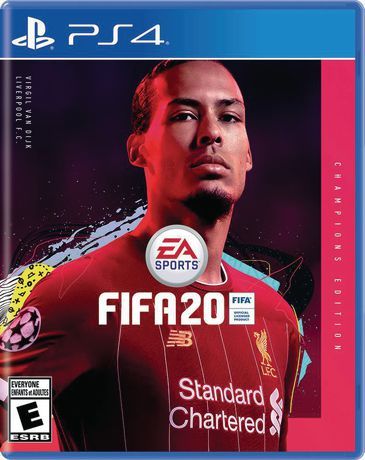 PS4
VIRGIL VAN DIJK
LIVERPOOL F.C.
CHAMPIONS EDITION
EA
SPORTS
FIFA20
FIFA
OFFICIAL
LICENSED
PRODUCT
L.F.C.
Standard
Chartered
EVERYONE
ENFANTS et ADULTES
E
ESRB